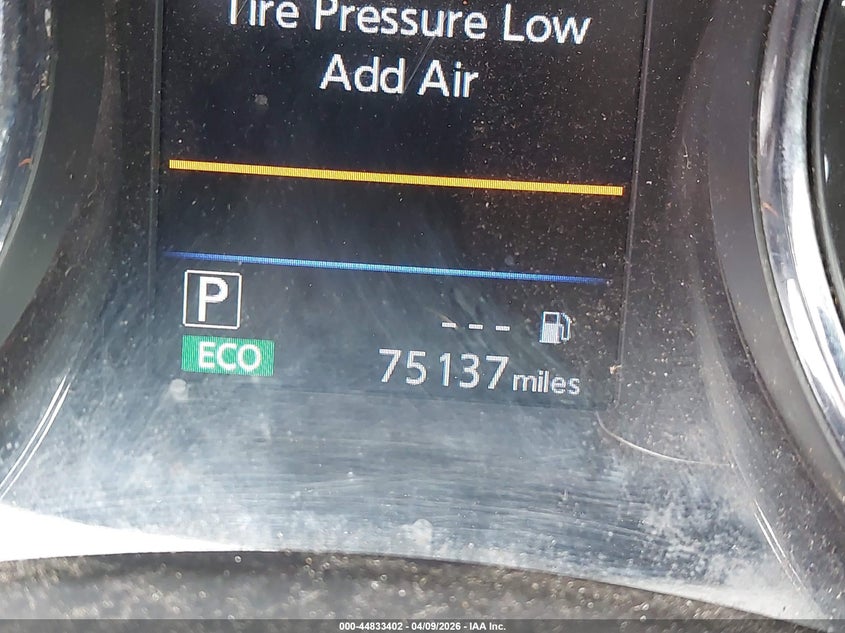 Tire Pressure Low
Add Air
P
---
ECO
75137 miles
000-44833402 - 04/09/2026 - IAA Inc.